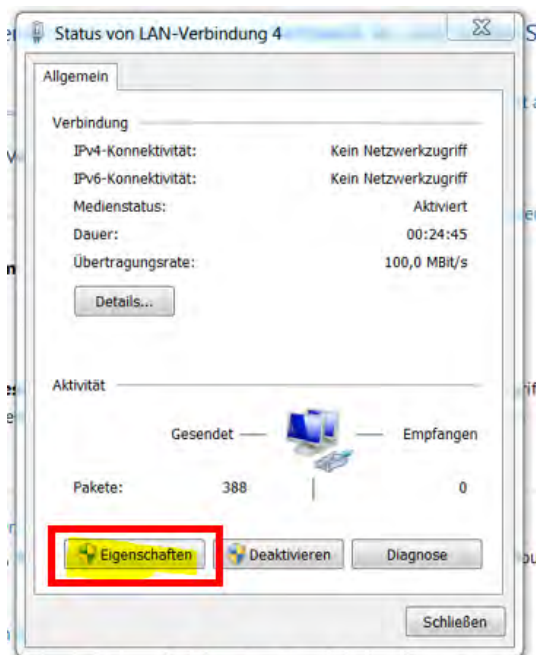 Status von LAN-Verbindung 4
Allgemein
Verbindung
IPv4-Konnektivität: Kein Netzwerkzugriff
IPv6-Konnektivität: Kein Netzwerkzugriff
Medienstatus: Aktiviert
Dauer: 00:24:45
Übertragungsrate: 100,0 MBit/s
Details...
Aktivität
Gesendet Empfangen
Pakete: 388 0
Eigenschaften Deaktivieren Diagnose
Schließen